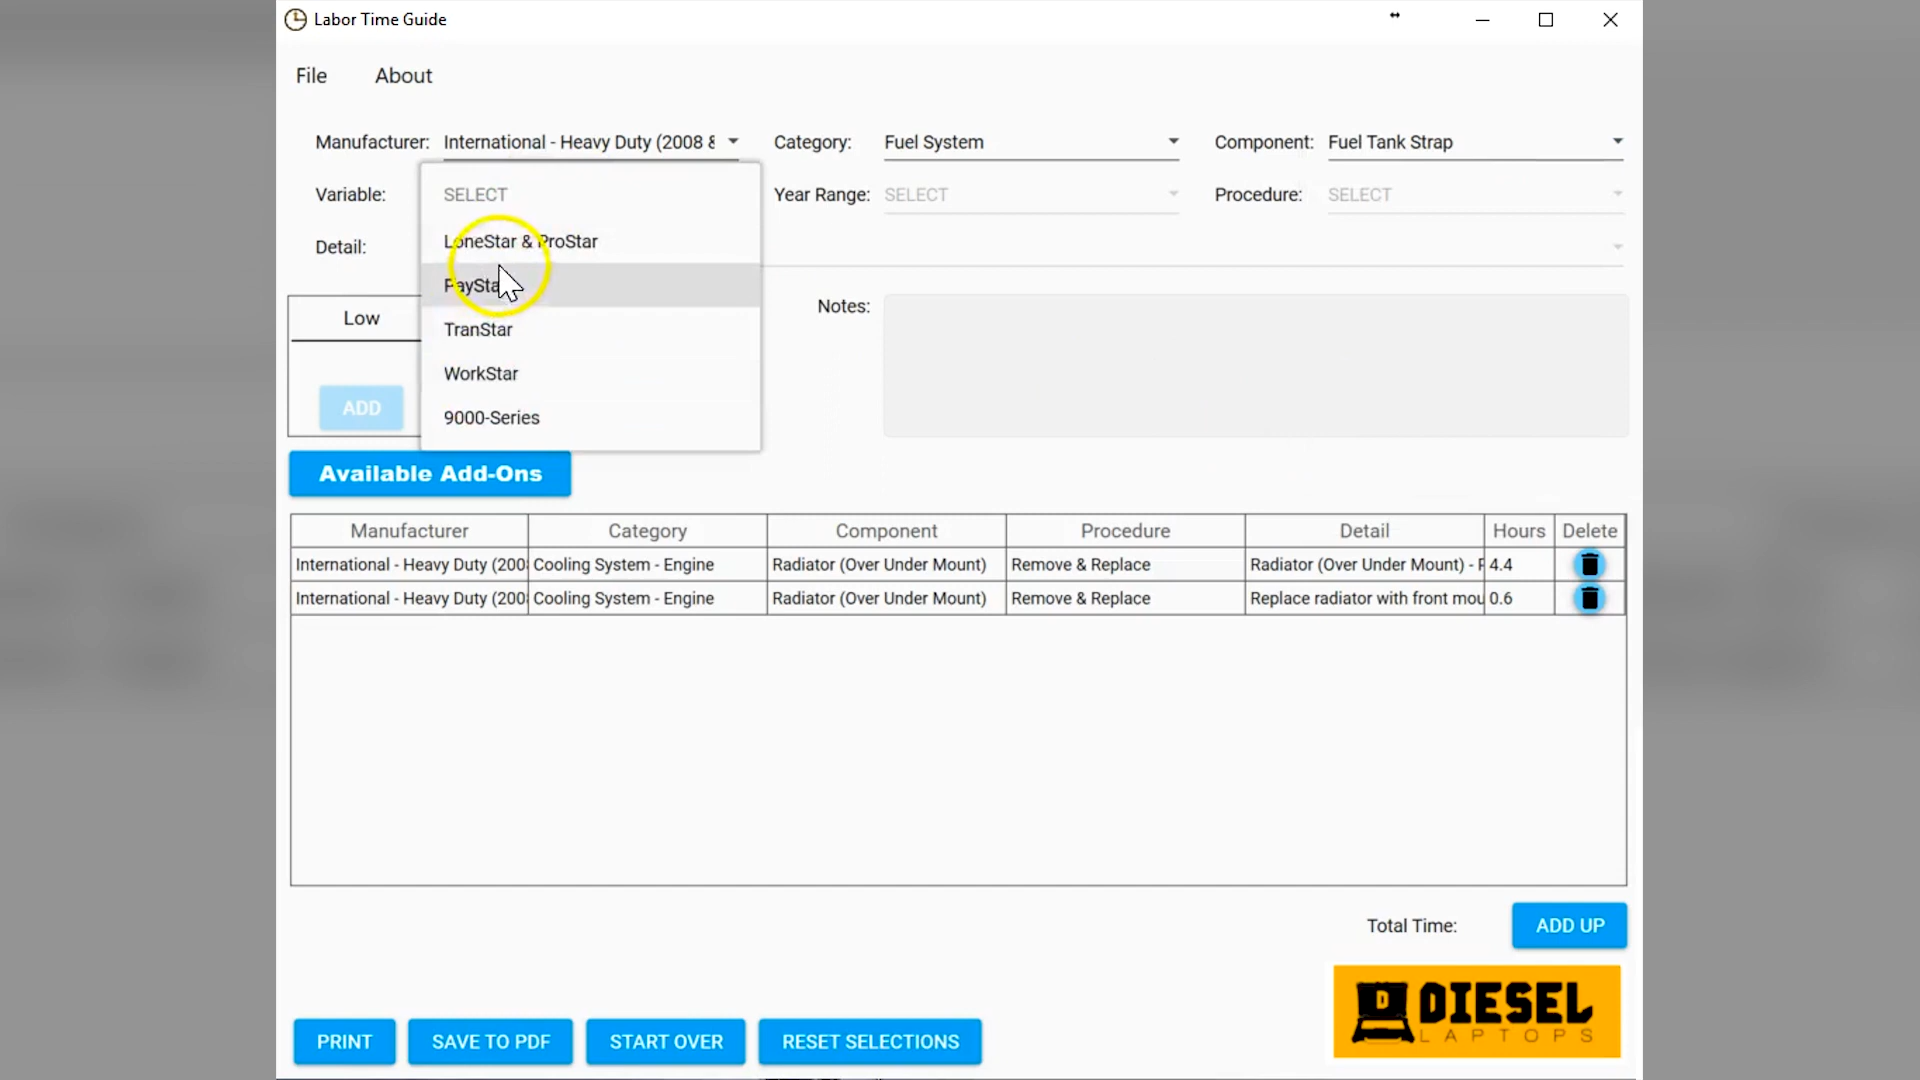 Labor Time Guide
File About
Manufacturer: International - Heavy Duty (2008 & Category: Fuel System Component: Fuel Tank Strap
Variable: SELECT Year Range: SELECT Procedure: SELECT
LoneStar & ProStar
Detail:
PaySta
Low Notes:
TranStar
WorkStar
ADD
9000-Series
Available Add-Ons
Manufacturer Category Component Procedure Detail Hours Delete
International - Heavy Duty (200 Cooling System - Engine Radiator (Over Under Mount) Remove & Replace Radiator (Over Under Mount) - F 4.4
International - Heavy Duty (200 Cooling System - Engine Radiator (Over Under Mount) Remove & Replace Replace radiator with front mou 0.6
Total Time: ADD UP
DIESEL
LAPTOPS
PRINT SAVE TO PDF START OVER RESET SELECTIONS